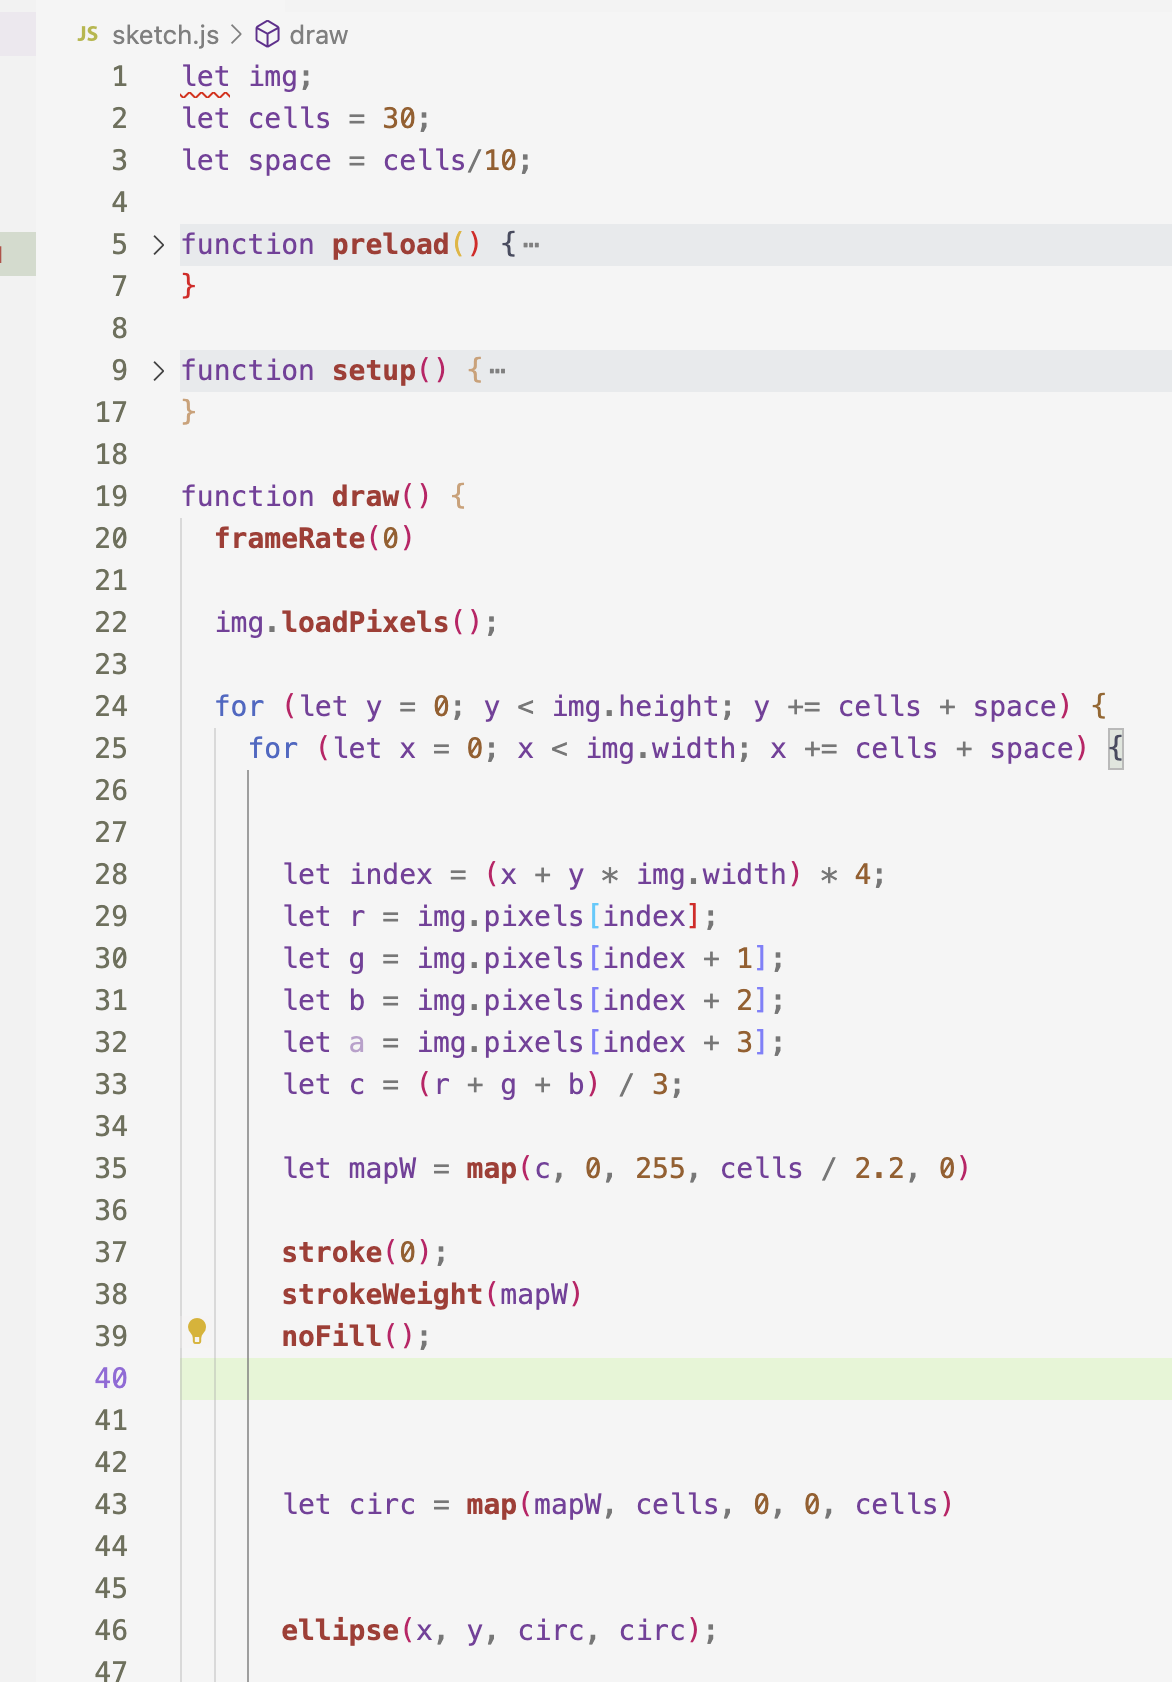 JS sketch.js > draw
1 let img;
2 let cells = 30;
3 let space = cells/10;
4
5 > function preload() {…
7 }
8
9 > function setup() {…
17 }
18
19 function draw() {
20 frameRate(0)
21
22 img.loadPixels();
23
24 for (let y = 0; y < img.height; y += cells + space) {
25 for (let x = 0; x < img.width; x += cells + space) {
26
27
28 let index = (x + y * img.width) * 4;
29 let r = img.pixels[index];
30 let g = img.pixels[index + 1];
31 let b = img.pixels[index + 2];
32 let a = img.pixels[index + 3];
33 let c = (r + g + b) / 3;
34
35 let mapW = map(c, 0, 255, cells / 2.2, 0)
36
37 stroke(0);
38 strokeWeight(mapW)
39 noFill();
40
41
42
43 let circ = map(mapW, cells, 0, 0, cells)
44
45
46 ellipse(x, y, circ, circ);
47